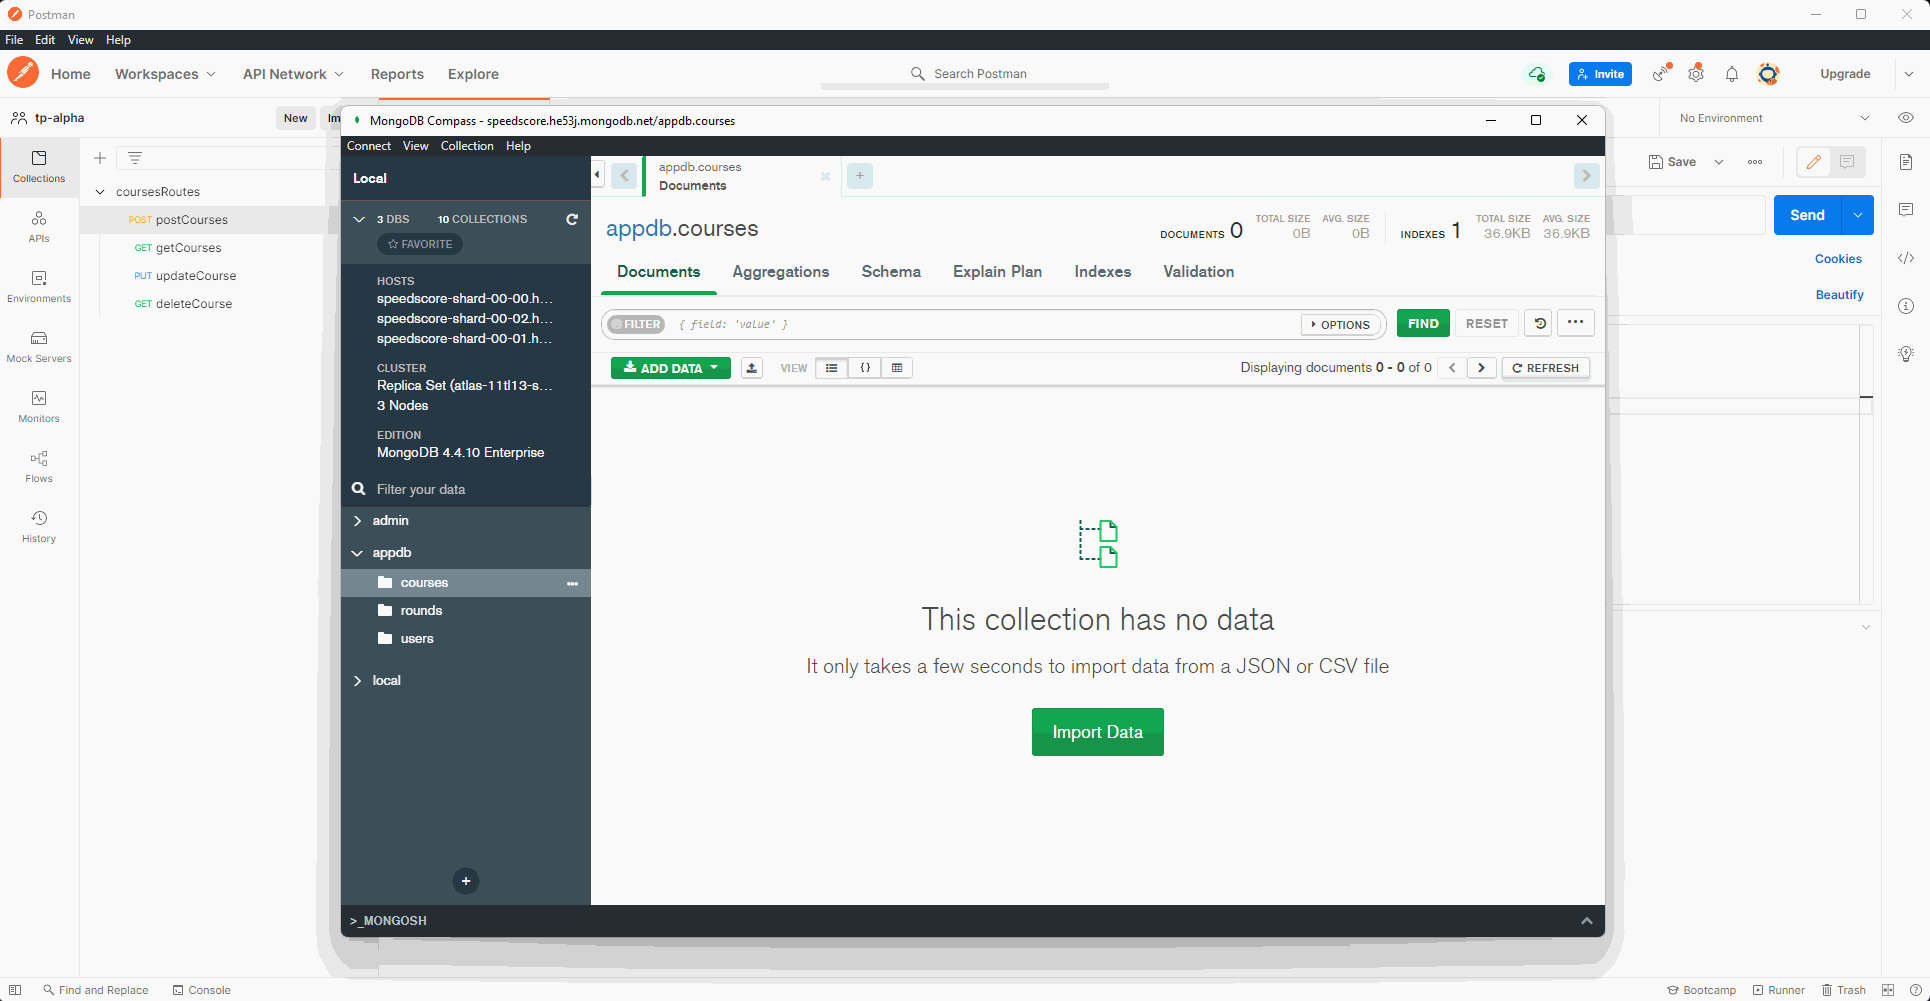 Postman
File Edit View Help
Home Workspaces API Network Reports Explore Search Postman Invite Upgrade
tp-alpha New Im No Environment
Collections
APIs
Environments
Mock Servers
Monitors
Flows
History
coursesRoutes
POST postCourses
GET getCourses
PUT updateCourse
GET deleteCourse
Save
Send
Cookies
Beautify
MongoDB Compass - speedscore.he53j.mongodb.net/appdb.courses
Connect View Collection Help
Local
3 DBS 10 COLLECTIONS
FAVORITE
HOSTS
speedscore-shard-00-00.h...
speedscore-shard-00-02.h...
speedscore-shard-00-01.h...
CLUSTER
Replica Set (atlas-11tl13-s...
3 Nodes
EDITION
MongoDB 4.4.10 Enterprise
Filter your data
admin
appdb
courses
rounds
users
local
appdb.courses
Documents
+
appdb.courses
DOCUMENTS 0 TOTAL SIZE 0B AVG. SIZE 0B INDEXES 1 TOTAL SIZE 36.9KB AVG. SIZE 36.9KB
Documents Aggregations Schema Explain Plan Indexes Validation
FILTER { field: 'value' } OPTIONS FIND RESET
ADD DATA VIEW {} Displaying documents 0 - 0 of 0 REFRESH
This collection has no data
It only takes a few seconds to import data from a JSON or CSV file
Import Data
>_MONGOSH
Find and Replace Console Bootcamp Runner Trash